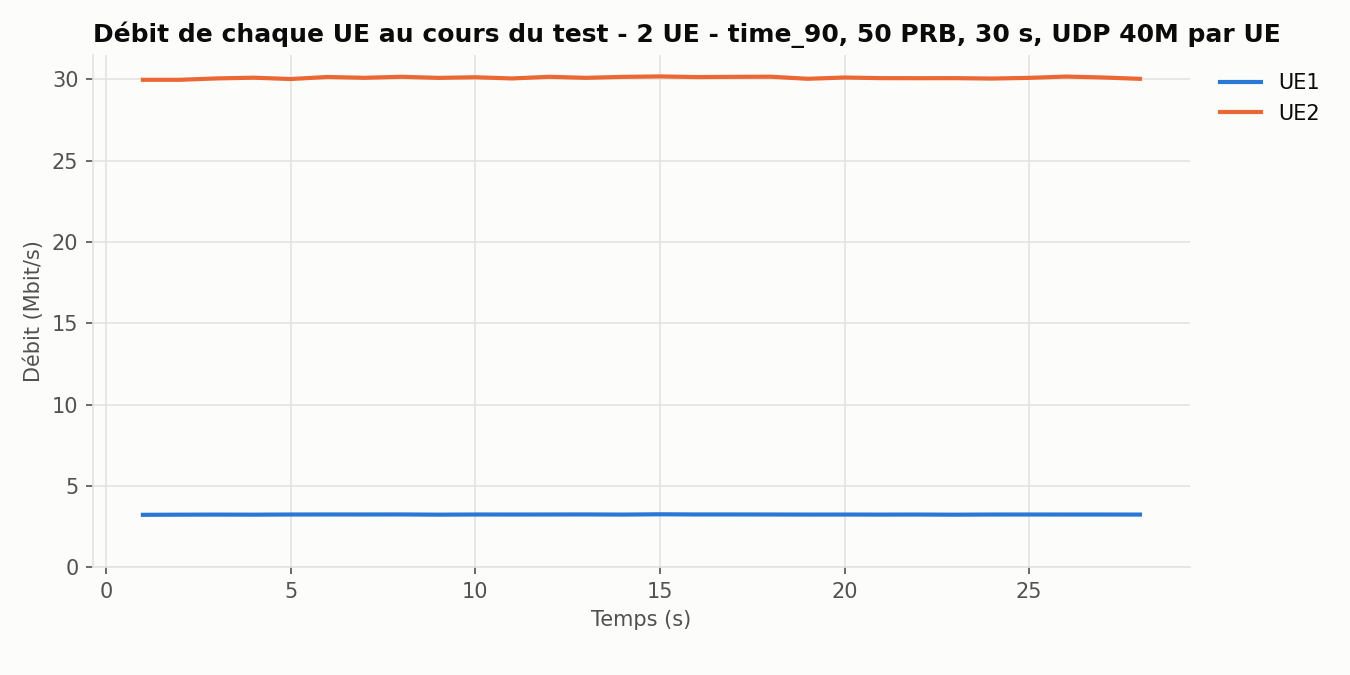 Débit de chaque UE au cours du test - 2 UE - time_90, 50 PRB, 30 s, UDP 40M par UE
UE1
UE2
Débit (Mbit/s)
30
25
20
15
10
5
0
0 5 10 15 20 25
Temps (s)